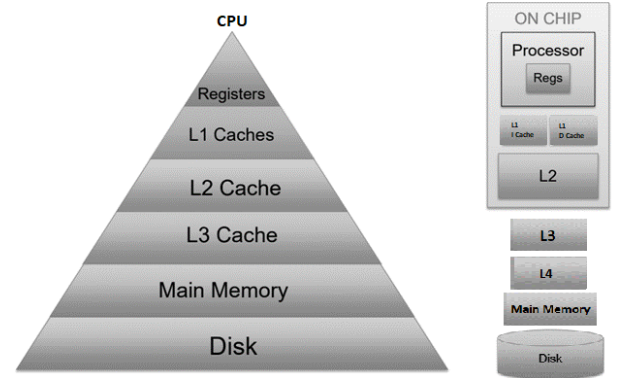 CPU
Registers
L1 Caches
L2 Cache
L3 Cache
Main Memory
Disk
ON CHIP
Processor
Regs
L1
I Cache
L1
D Cache
L2
L3
L4
Main Memory
Disk